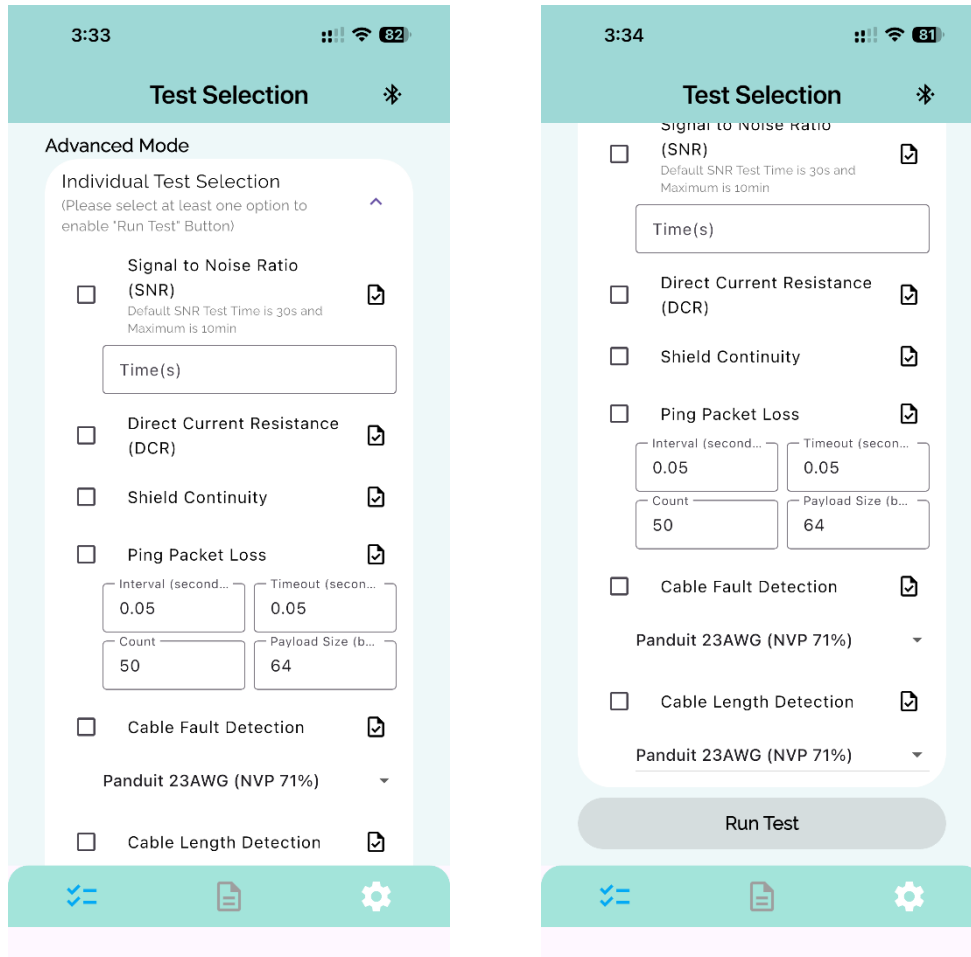 3:33
82
Test Selection
Advanced Mode
Individual Test Selection
(Please select at least one option to
enable "Run Test" Button)
Signal to Noise Ratio
(SNR)
Default SNR Test Time is 30s and
Maximum is 10min
Time(s)
Direct Current Resistance
(DCR)
Shield Continuity
Ping Packet Loss
Interval (second... Timeout (secon...
0.05 0.05
Count Payload Size (b...
50 64
Cable Fault Detection
Panduit 23AWG (NVP 71%)
Cable Length Detection
3:34
81
Test Selection
Signal to Noise Ratio
(SNR)
Default SNR Test Time is 30s and
Maximum is 10min
Time(s)
Direct Current Resistance
(DCR)
Shield Continuity
Ping Packet Loss
Interval (second... Timeout (secon...
0.05 0.05
Count Payload Size (b...
50 64
Cable Fault Detection
Panduit 23AWG (NVP 71%)
Cable Length Detection
Panduit 23AWG (NVP 71%)
Run Test